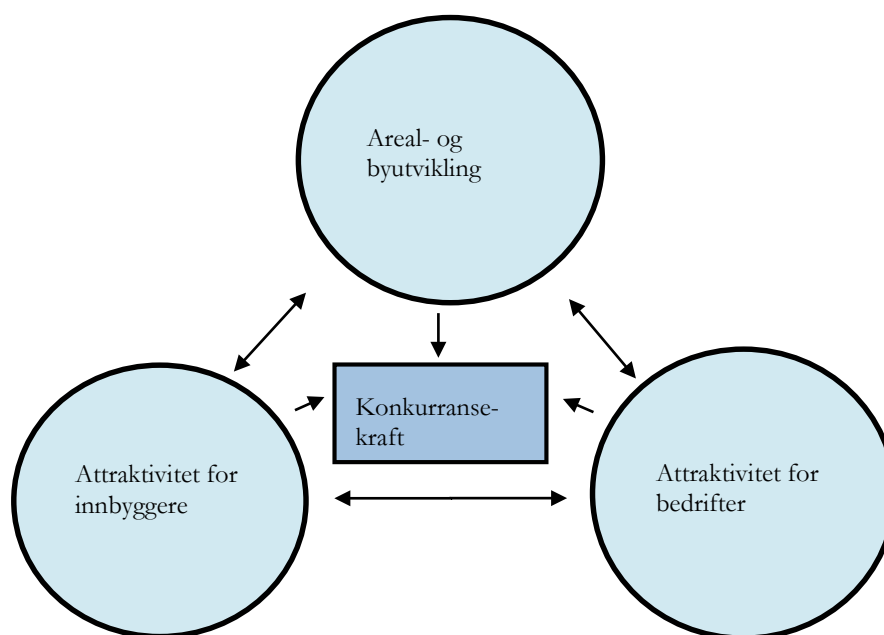 Areal- og
byutvikling
Konkurranse-
kraft
Attraktivitet for
innbyggere
Attraktivitet for
bedrifter